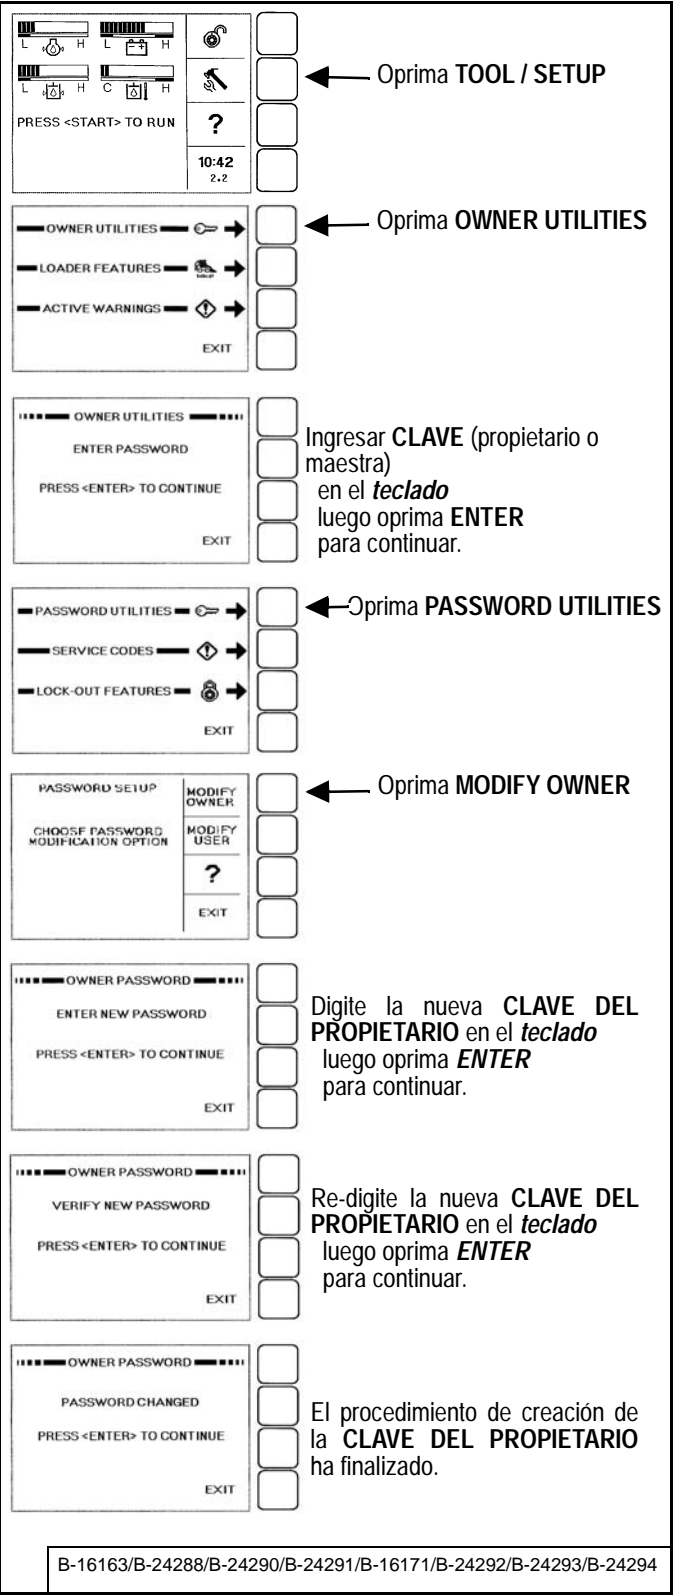 L H L H
L H C H
PRESS <START> TO RUN
?
10:42
2.2
Oprima TOOL / SETUP
OWNER UTILITIES
LOADER FEATURES
ACTIVE WARNINGS
EXIT
Oprima OWNER UTILITIES
OWNER UTILITIES
ENTER PASSWORD
PRESS <ENTER> TO CONTINUE
EXIT
Ingresar CLAVE (propietario o
maestra)
en el teclado
luego oprima ENTER
para continuar.
PASSWORD UTILITIES
SERVICE CODES
LOCK-OUT FEATURES
EXIT
Oprima PASSWORD UTILITIES
PASSWORD SETUP
CHOOSE PASSWORD
MODIFICATION OPTION
MODIFY
OWNER
MODIFY
USER
?
EXIT
Oprima MODIFY OWNER
OWNER PASSWORD
ENTER NEW PASSWORD
PRESS <ENTER> TO CONTINUE
EXIT
Digite la nueva CLAVE DEL
PROPIETARIO en el teclado
luego oprima ENTER
para continuar.
OWNER PASSWORD
VERIFY NEW PASSWORD
PRESS <ENTER> TO CONTINUE
EXIT
Re-digite la nueva CLAVE DEL
PROPIETARIO en el teclado
luego oprima ENTER
para continuar.
OWNER PASSWORD
PASSWORD CHANGED
PRESS <ENTER> TO CONTINUE
EXIT
El procedimiento de creación de
la CLAVE DEL PROPIETARIO
ha finalizado.
B-16163/B-24288/B-24290/B-24291/B-16171/B-24292/B-24293/B-24294